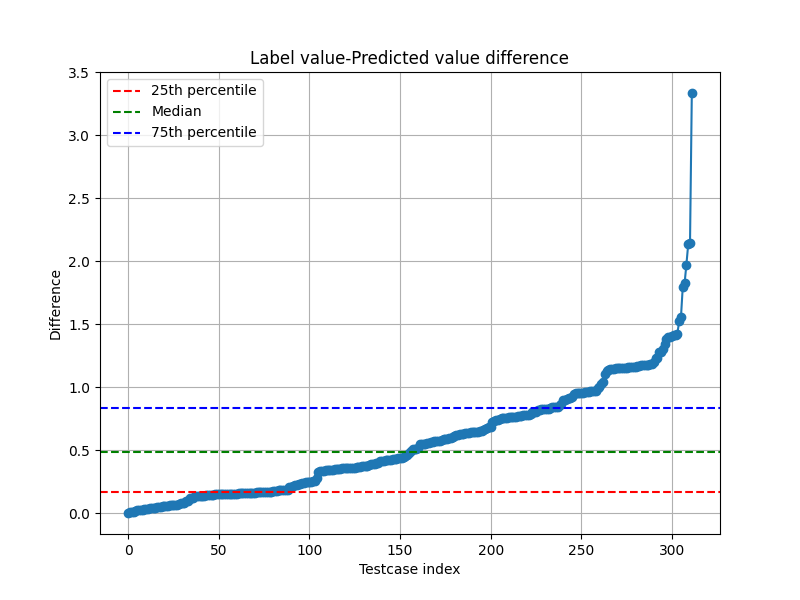 Label value-Predicted value difference
25th percentile
Median
75th percentile
Difference
3.5
3.0
2.5
2.0
1.5
1.0
0.5
0.0
0 50 100 150 200 250 300
Testcase index